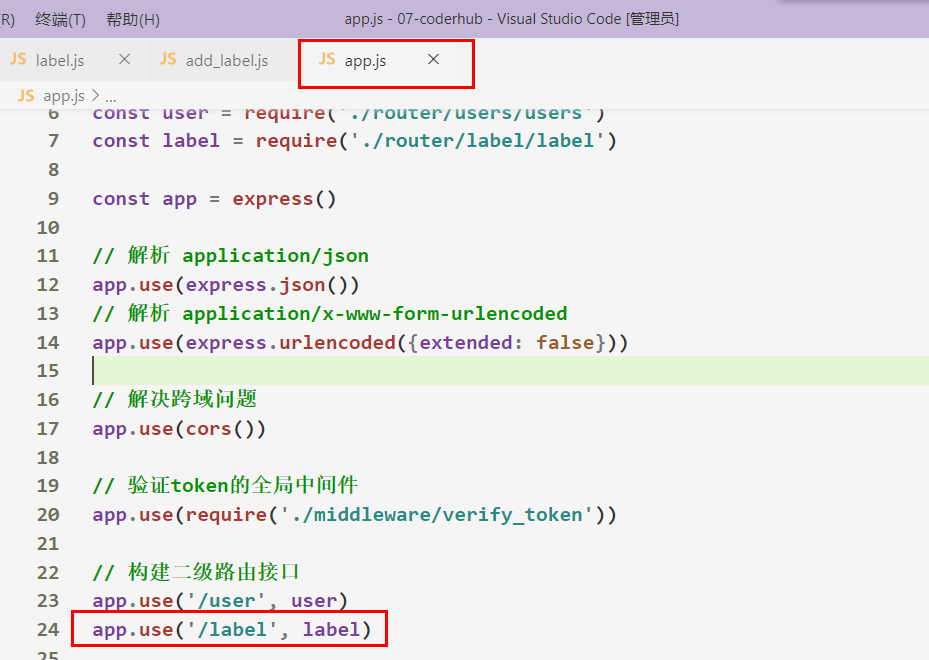 R) 终端(T) 帮助(H) app.js - 07-coderhub - Visual Studio Code [管理员]
JS label.js × JS add_label.js JS app.js ×
JS app.js > ...
6 const user = require('./router/users/users')
7 const label = require('./router/label/label')
8
9 const app = express()
10
11 // 解析 application/json
12 app.use(express.json())
13 // 解析 application/x-www-form-urlencoded
14 app.use(express.urlencoded({extended: false}))
15
16 // 解决跨域问题
17 app.use(cors())
18
19 // 验证token的全局中间件
20 app.use(require('./middleware/verify_token'))
21
22 // 构建二级路由接口
23 app.use('/user', user)
24 app.use('/label', label)
25